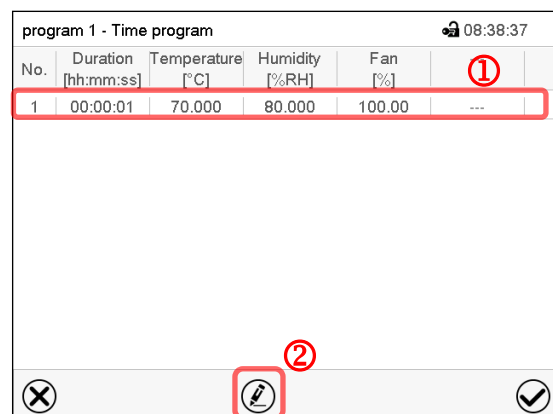 program 1 - Time program 08:38:37
No. Duration Temperature Humidity Fan
[hh:mm:ss] [°C] [%RH] [%]
①
1 00:00:01 70.000 80.000 100.00 ---
②